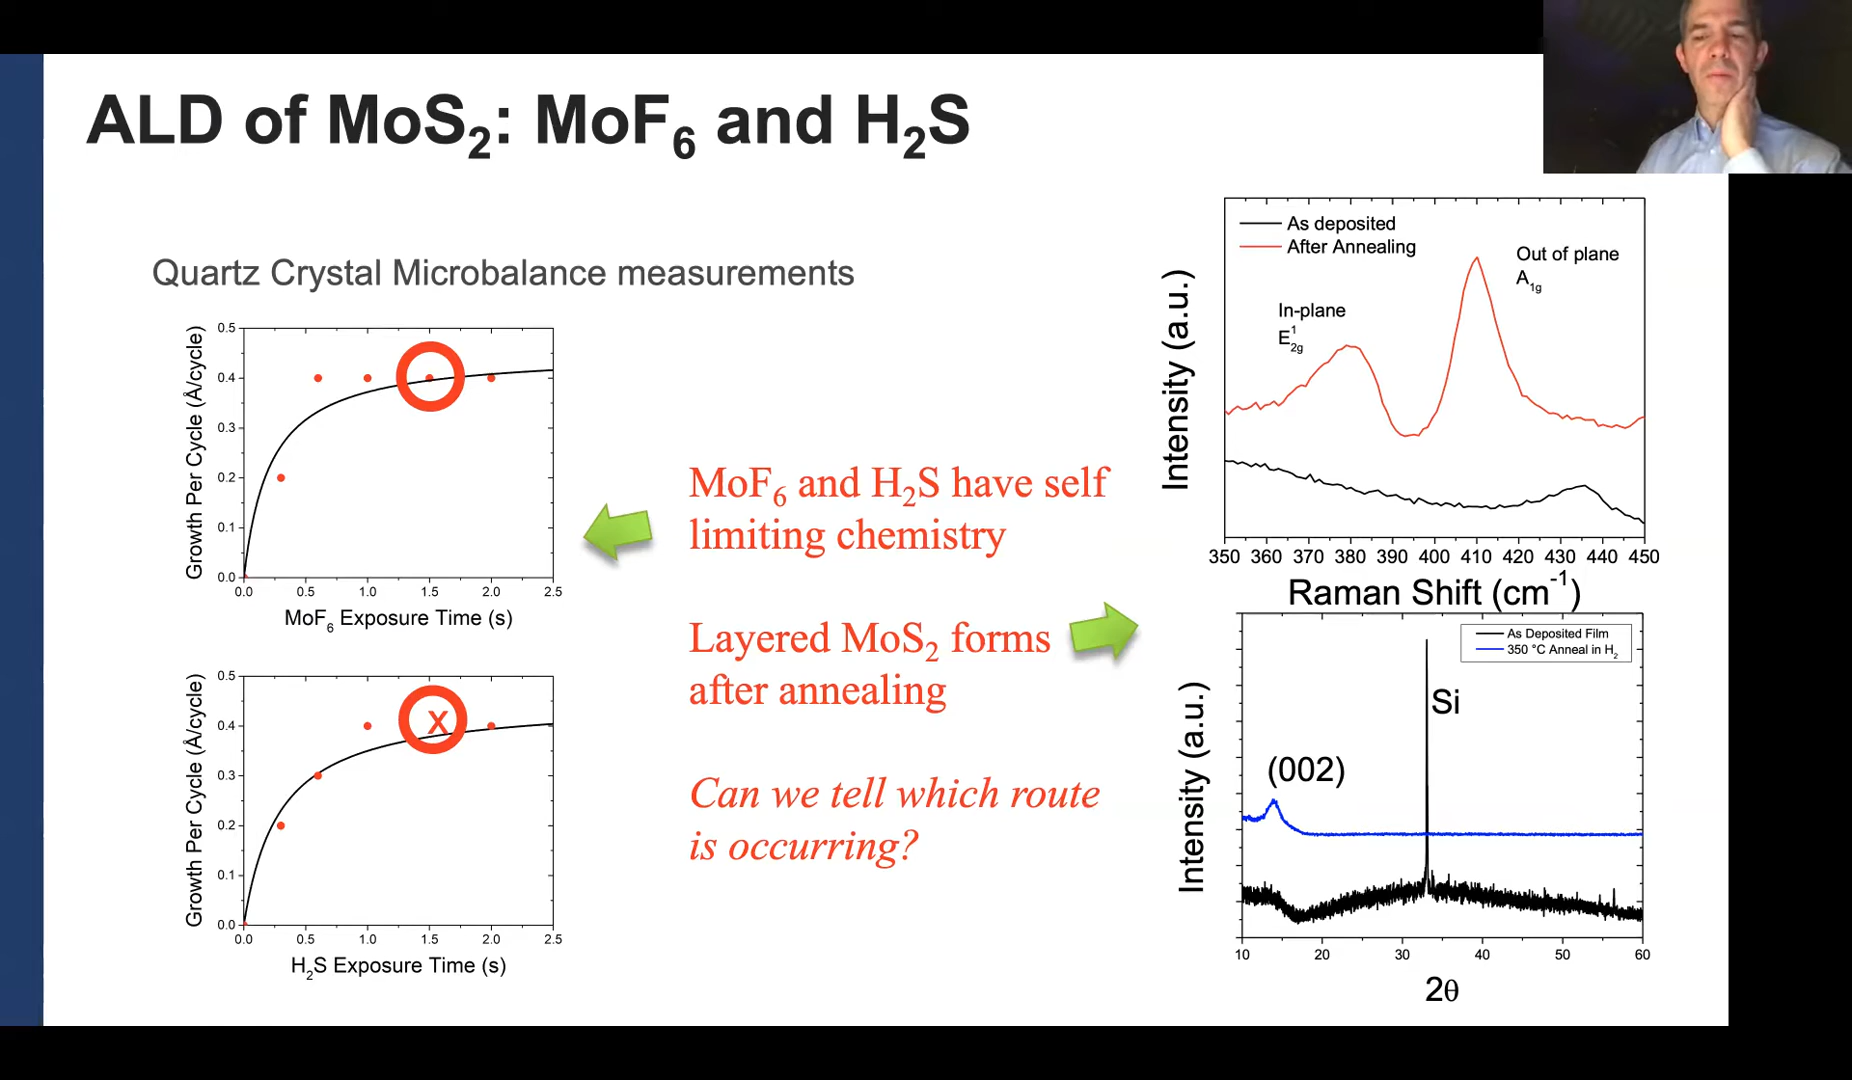 ALD of MoS₂: MoF₆ and H₂S
Quartz Crystal Microbalance measurements
Growth Per Cycle (Å/cycle)
0.5
0.4
0.3
0.2
0.1
0.0
0.0 0.5 1.0 1.5 2.0 2.5
MoF₆ Exposure Time (s)
Growth Per Cycle (Å/cycle)
0.5
0.4
x
0.3
0.2
0.1
0.0
0.0 0.5 1.0 1.5 2.0 2.5
H₂S Exposure Time (s)
MoF₆ and H₂S have self
limiting chemistry
Layered MoS₂ forms
after annealing
Can we tell which route
is occurring?
Intensity (a.u.)
As deposited
After Annealing
Out of plane
A₁g
In-plane
E¹₂g
350 360 370 380 390 400 410 420 430 440 450
Raman Shift (cm⁻¹)
Intensity (a.u.)
As Deposited Film
350 °C Anneal in H₂
Si
(002)
10 20 30 40 50 60
2θ